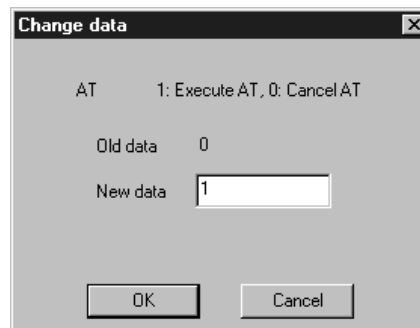 Change data
AT 1: Execute AT, 0: Cancel AT
Old data 0
New data 1
OK Cancel